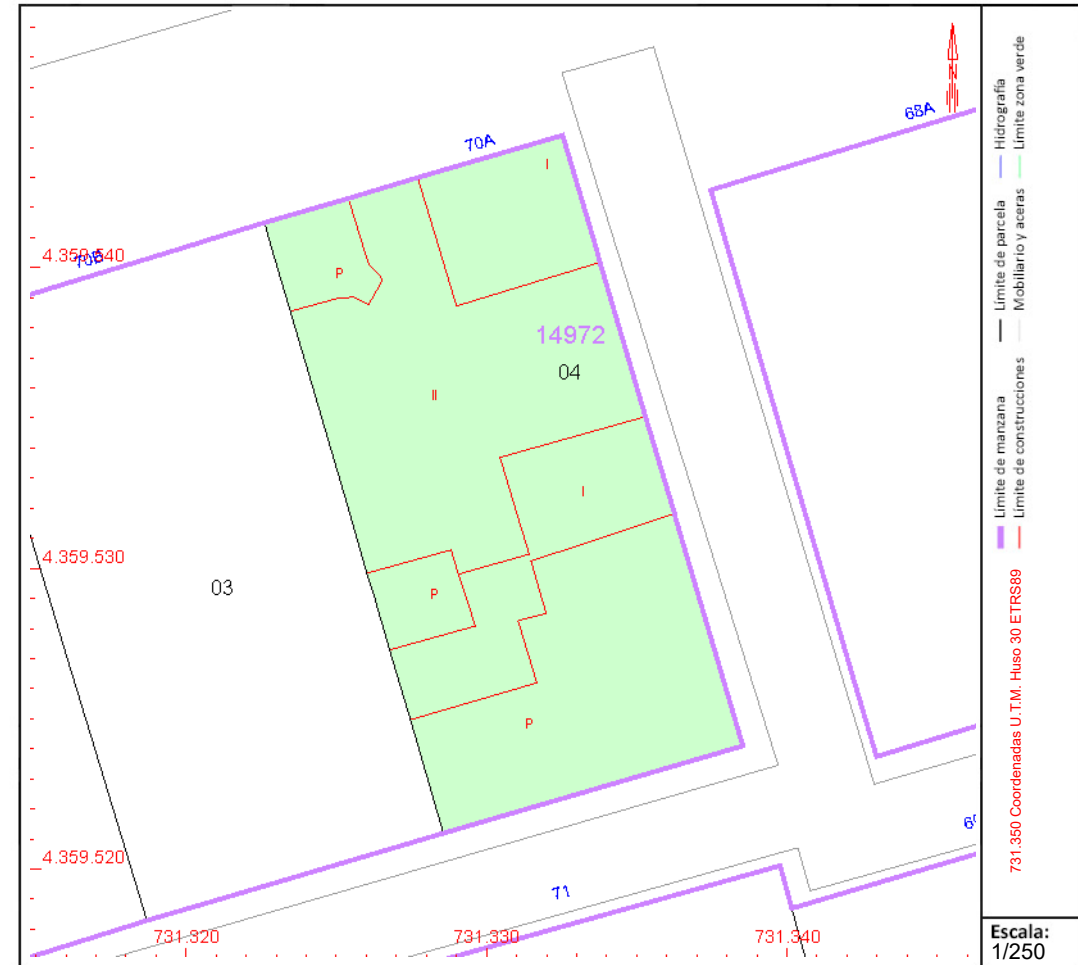 70A
68A
N
I
4.359.540
70B
P
14972
04
II
I
4.359.530
03
P
P
4.359.520
71
731.320
731.330
731.340
Límite de manzana
Límite de construcciones
Límite de parcela
Mobiliario y aceras
Hidrografía
Límite zona verde
731.350 Coordenadas U.T.M. Huso 30 ETRS89
Escala:
1/250